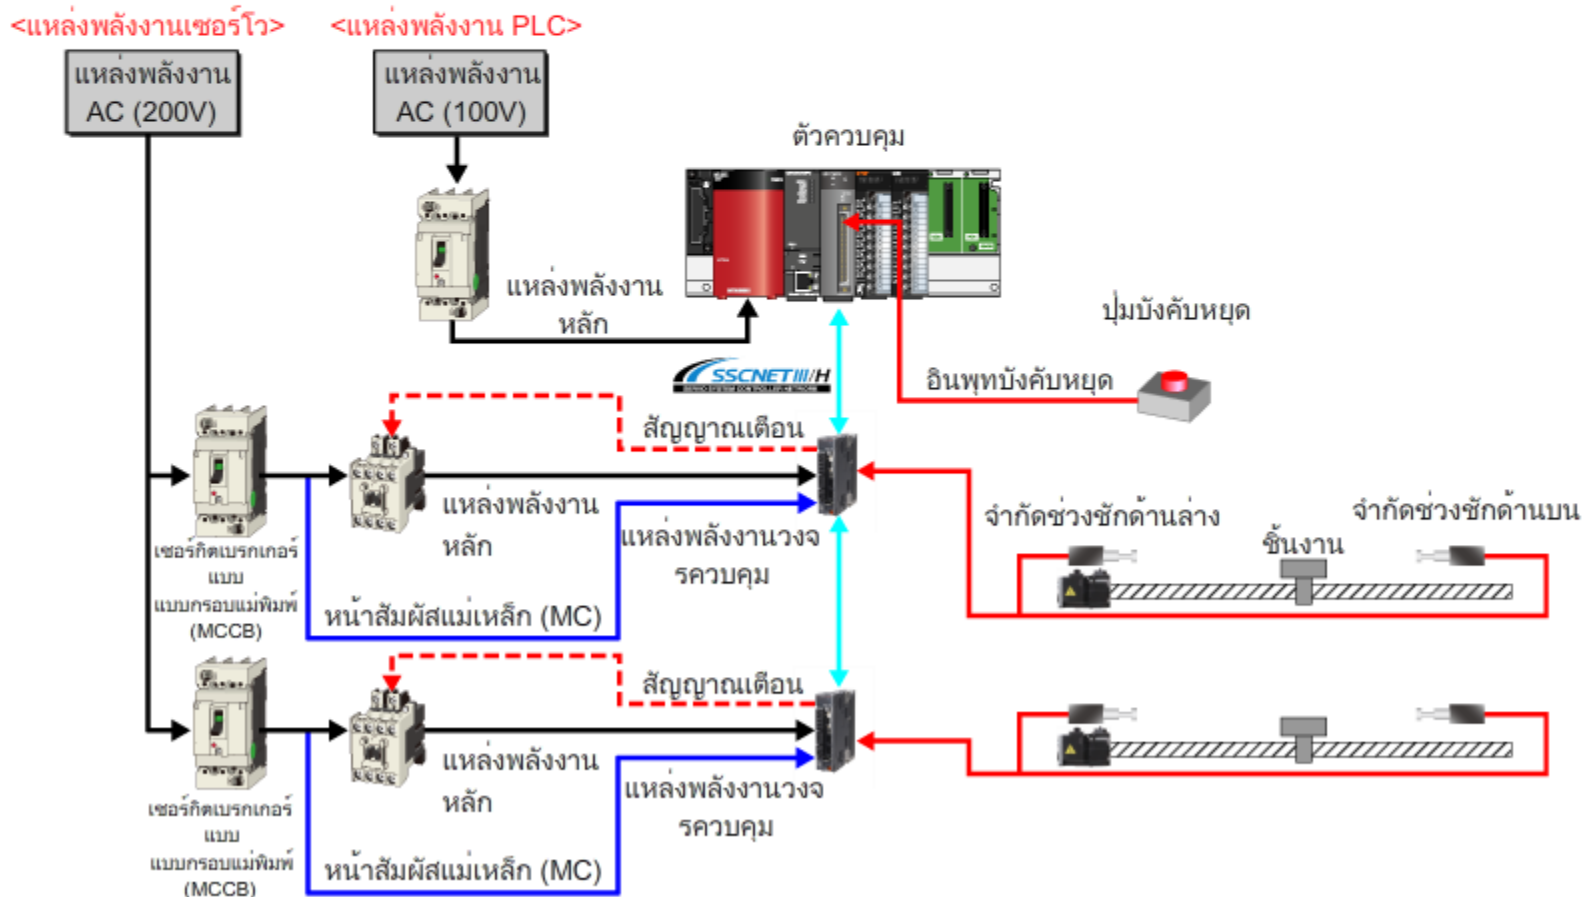 <แหล่งพลังงานเซอร์โว>
<แหล่งพลังงาน PLC>
แหล่งพลังงาน
AC (200V)
แหล่งพลังงาน
AC (100V)
ตัวควบคุม
แหล่งพลังงาน
หลัก
ปุ่มบังคับหยุด
SSCNETIII/H
SERVO SYSTEM CONTROLLER NETWORK
อินพุทบังคับหยุด
สัญญาณเตือน
แหล่งพลังงาน
หลัก
แหล่งพลังงานวงจ
รควบคุม
จำกัดช่วงชักด้านล่าง
จำกัดช่วงชักด้านบน
ชิ้นงาน
เซอร์กิตเบรกเกอร์
แบบ
แบบกรอบแม่พิมพ์
(MCCB)
หน้าสัมผัสแม่เหล็ก (MC)
สัญญาณเตือน
แหล่งพลังงาน
หลัก
แหล่งพลังงานวงจ
รควบคุม
เซอร์กิตเบรกเกอร์
แบบ
แบบกรอบแม่พิมพ์
(MCCB)
หน้าสัมผัสแม่เหล็ก (MC)